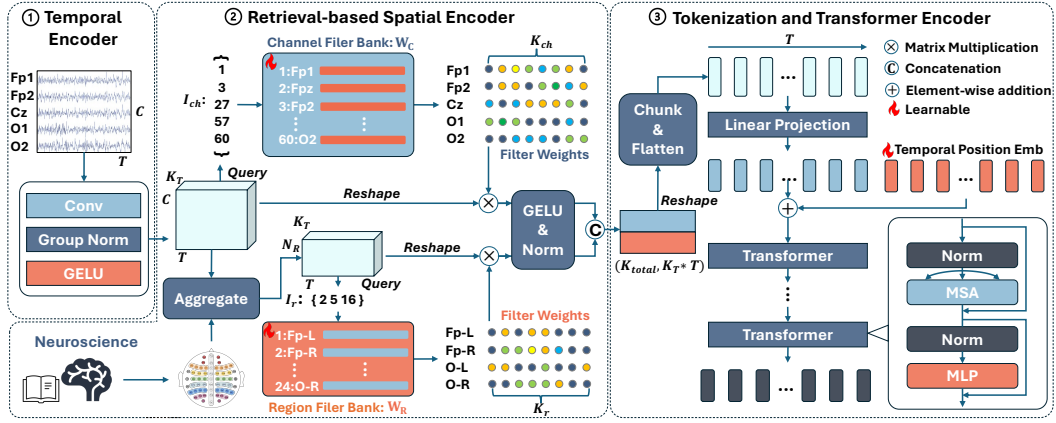 ① Temporal Encoder
Fp1
Fp2
Cz
O1
O2
C
T
Conv
Group Norm
GELU
Neuroscience
② Retrieval-based Spatial Encoder
Channel Filer Bank: W_C
I_ch:
{
1
3
27
57
60
}
1:Fp1
2:Fpz
3:Fp2
⋮ ⋮
60:O2
K_ch
Fp1
Fp2
Cz
O1
O2
Filter Weights
Query
K_T
C
T
Reshape
Aggregate
K_T
N_R
T
Reshape
Query
I_r: { 2 5 16 }
1:Fp-L
2:Fp-R
⋮ ⋮
24:O-R
Region Filer Bank: W_R
Filter Weights
Fp-L
Fp-R
O-L
O-R
K_r
GELU & Norm
C
Reshape
(K_total, K_T * T)
③ Tokenization and Transformer Encoder
T
Chunk & Flatten
...
Linear Projection
...
Temporal Position Emb
...
Transformer
⋮
Transformer
...
⊗ Matrix Multiplication
Ⓒ Concatenation
⊕ Element-wise addition
Learnable
Norm
MSA
Norm
MLP